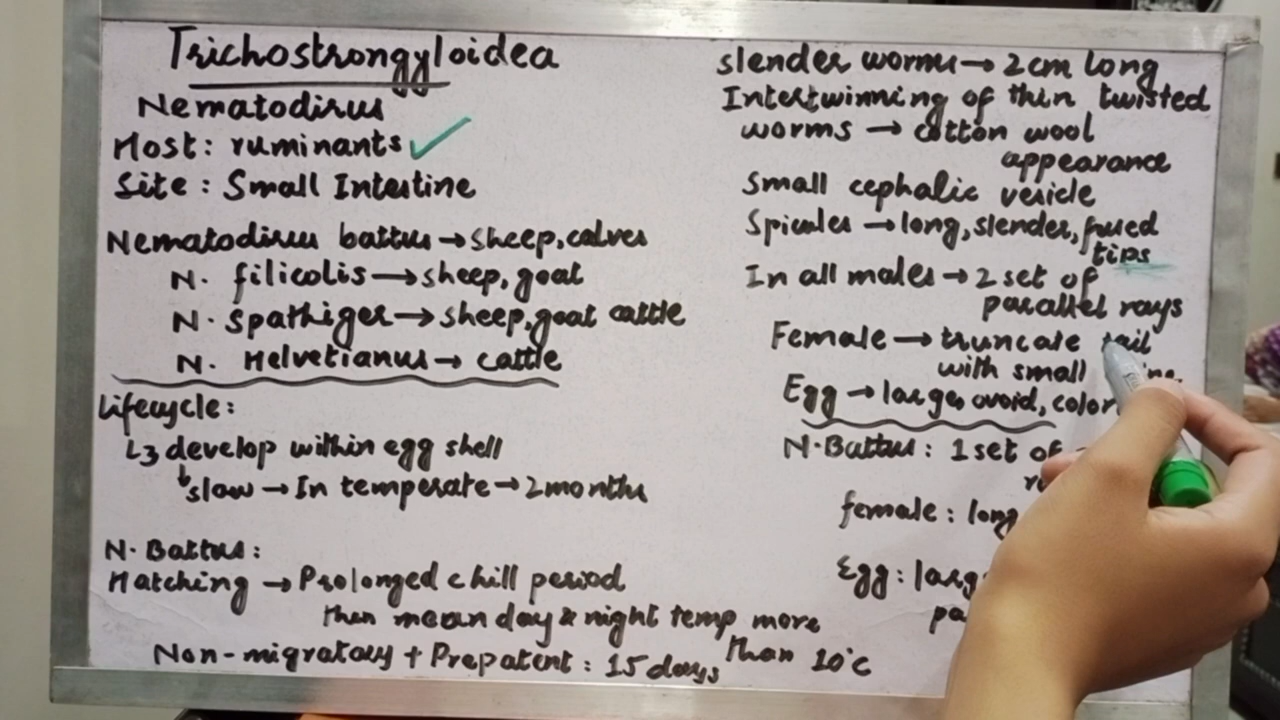 Trichostrongyloidea
Nematodirus
Host: ruminants ✓
Site: Small Intestine
Nematodirus battus → sheep, calves
N. filicolis → sheep, goat
N. Spathiger → sheep, goat cattle
N. Helvetianus → cattle
Lifecycle:
L3 develop within egg shell
slow → In temperate → 2 months
N. Battus:
Hatching → Prolonged chill period
then mean day & night temp more
than 10°C
Non-migratory + Prepatent: 15 days
slender worms → 2cm long
Intertwinning of thin twisted
worms → cotton wool
appearance
Small cephalic vesicle
Spicules → long, slender, fused
tips
In all males → 2 set of
parallel rays
Female → truncate tail
with small
Egg → large, ovoid,
N. Battus: 1 set of
female: long
Egg: